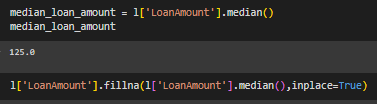 median_loan_amount = l['LoanAmount'].median()
median_loan_amount
125.0
l['LoanAmount'].fillna(l['LoanAmount'].median(),inplace=True)